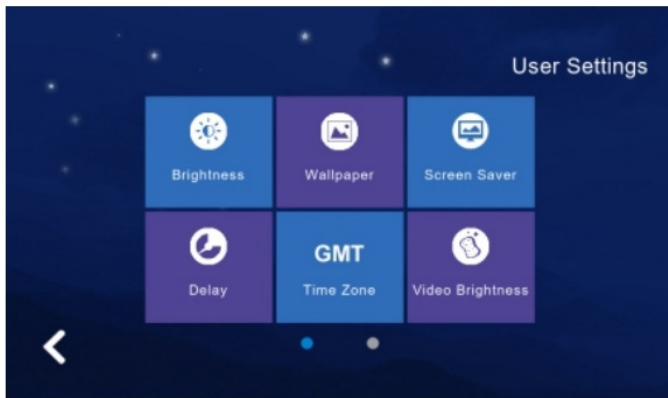 User Settings
Brightness
Wallpaper
Screen Saver
Delay
GMT
Time Zone
Video Brightness